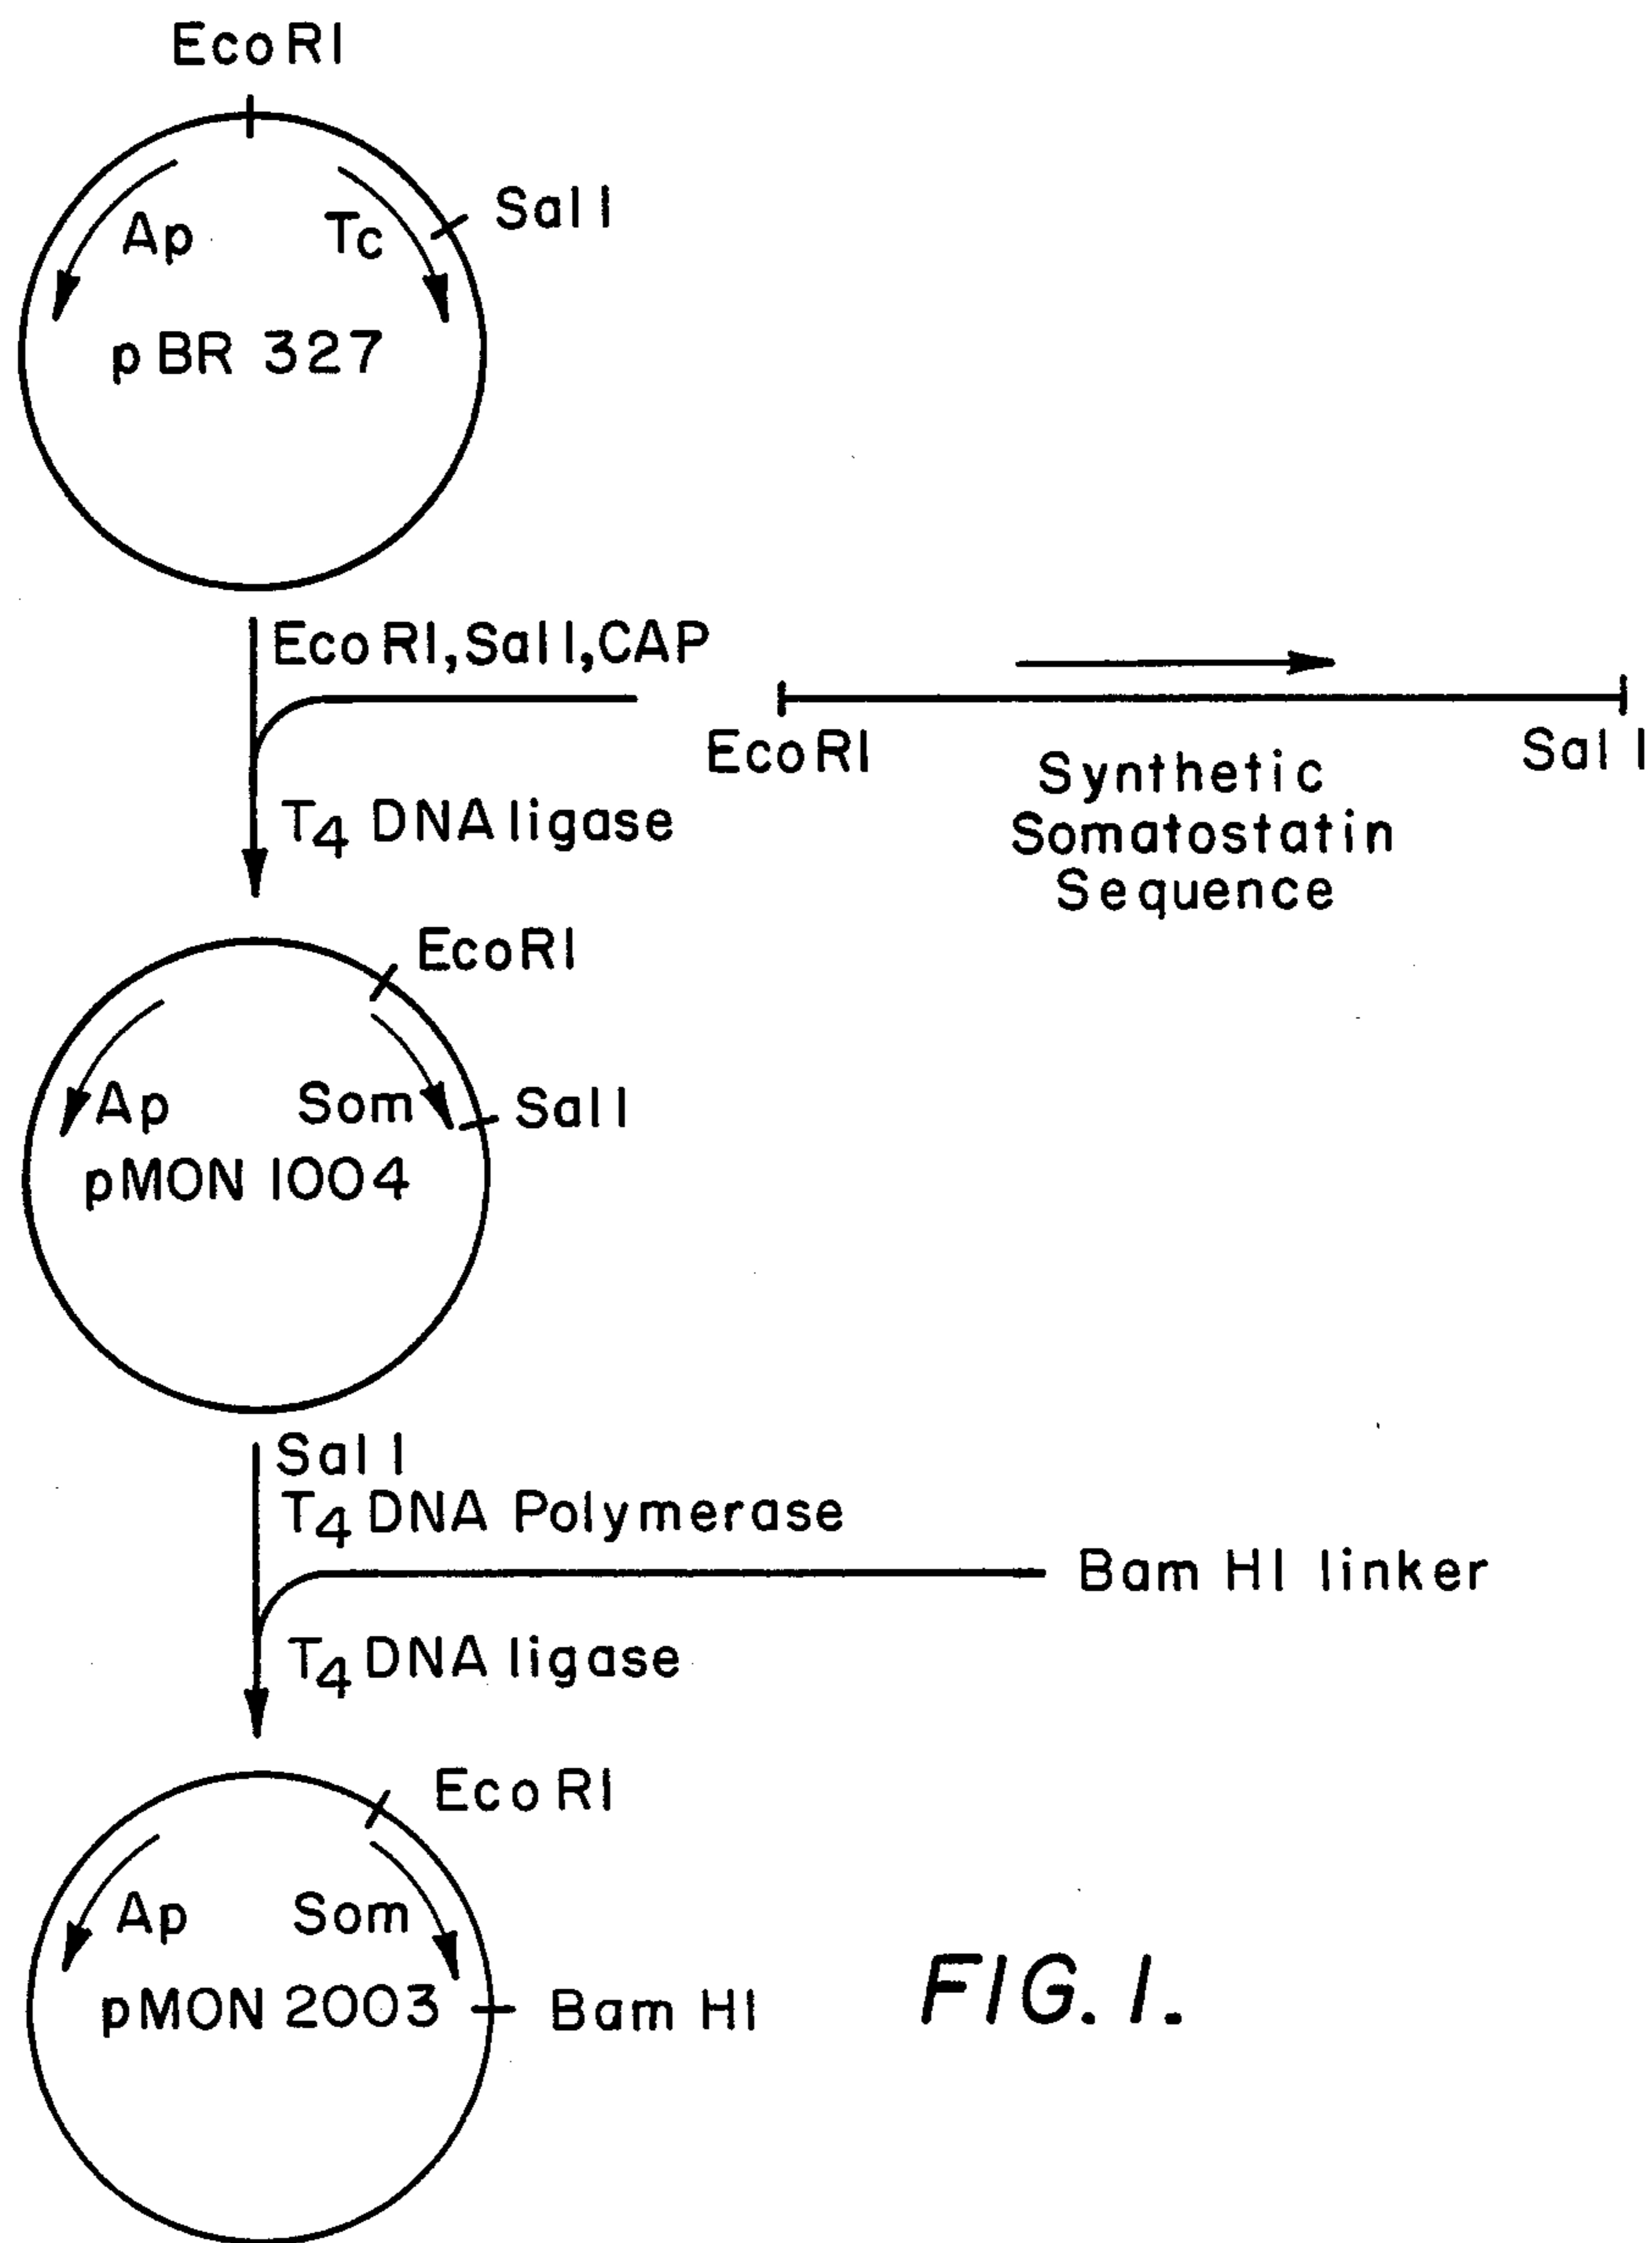 EcoRI
Sal I
Ap Tc
pBR 327
EcoRI, Sal I, CAP
EcoRI
Sal I
Synthetic
Somatostatin
Sequence
T4 DNA ligase
EcoRI
Ap Som
Sal I
pMON 1004
Sal I
T4 DNA Polymerase
Bam HI linker
T4 DNA ligase
EcoRI
Ap Som
pMON 2003
Bam HI
FIG. 1.